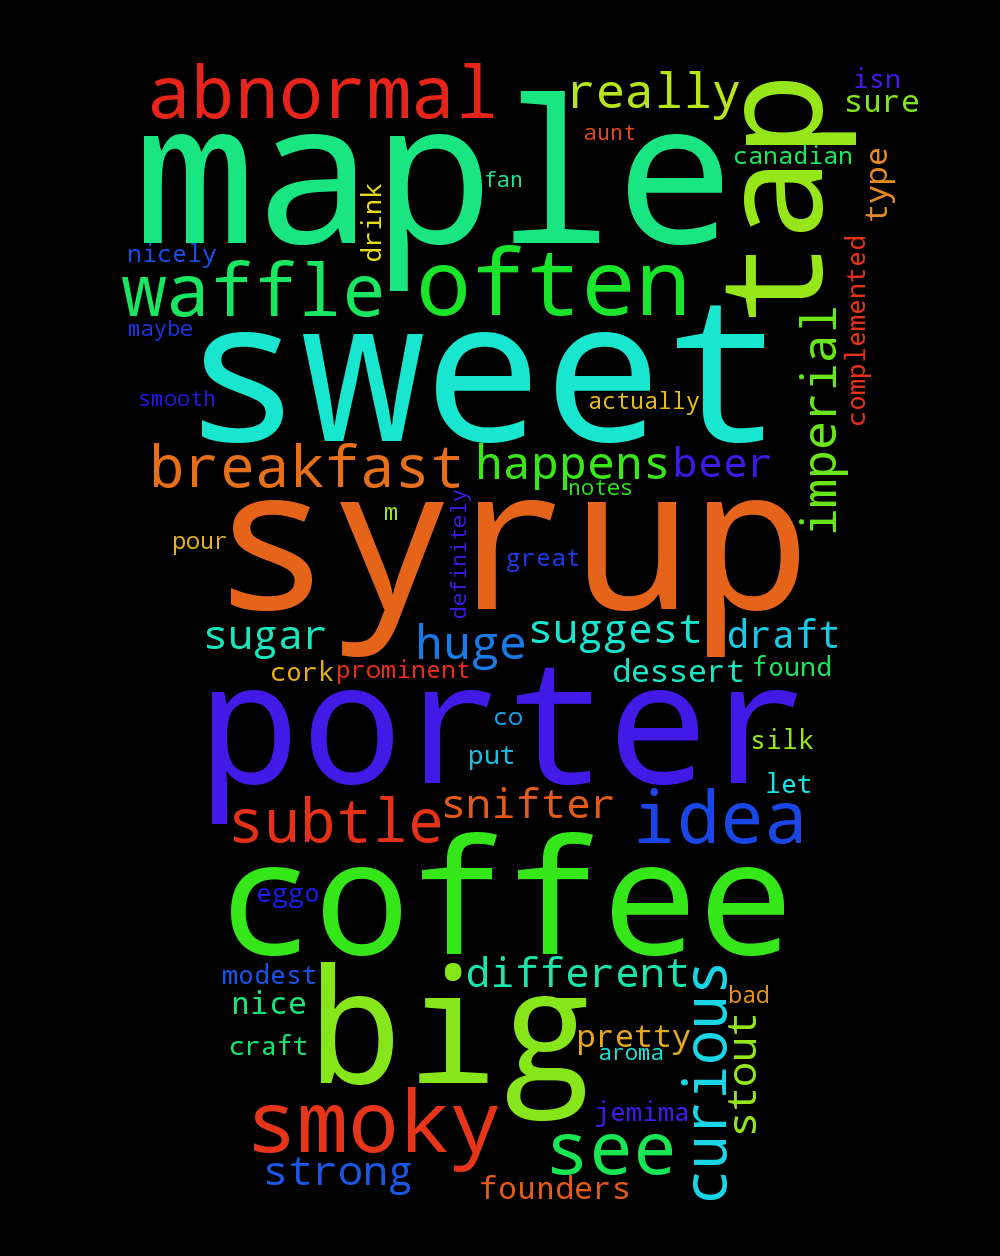 abnormal
really
isn
sure
aunt
maple
tap
canadian
type
fan
drink
nicely
waffle
often
complemented
maybe
sweet
imperial
smooth
actually
breakfast
happens
beer
notes
syrup
m
definitely
pour
great
sugar
huge
suggest
draft
cork
prominent
dessert
found
porter
co
put
silk
let
subtle
snifter
idea
coffee
eggo
different
modest
big
nice
curious
bad
craft
pretty
aroma
stout
smoky
jemima
see
strong
founders